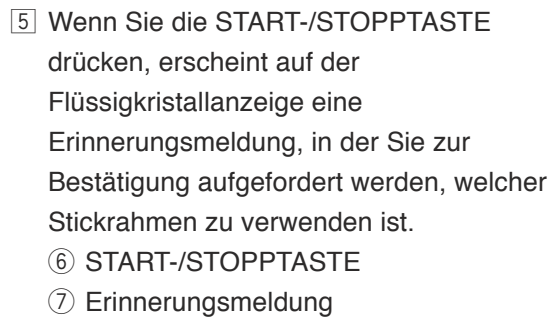 5 Wenn Sie die START-/STOPPTASTE
drücken, erscheint auf der
Flüssigkristallanzeige eine
Erinnerungsmeldung, in der Sie zur
Bestätigung aufgefordert werden, welcher
Stickrahmen zu verwenden ist.
⑥ START-/STOPPTASTE
⑦ Erinnerungsmeldung